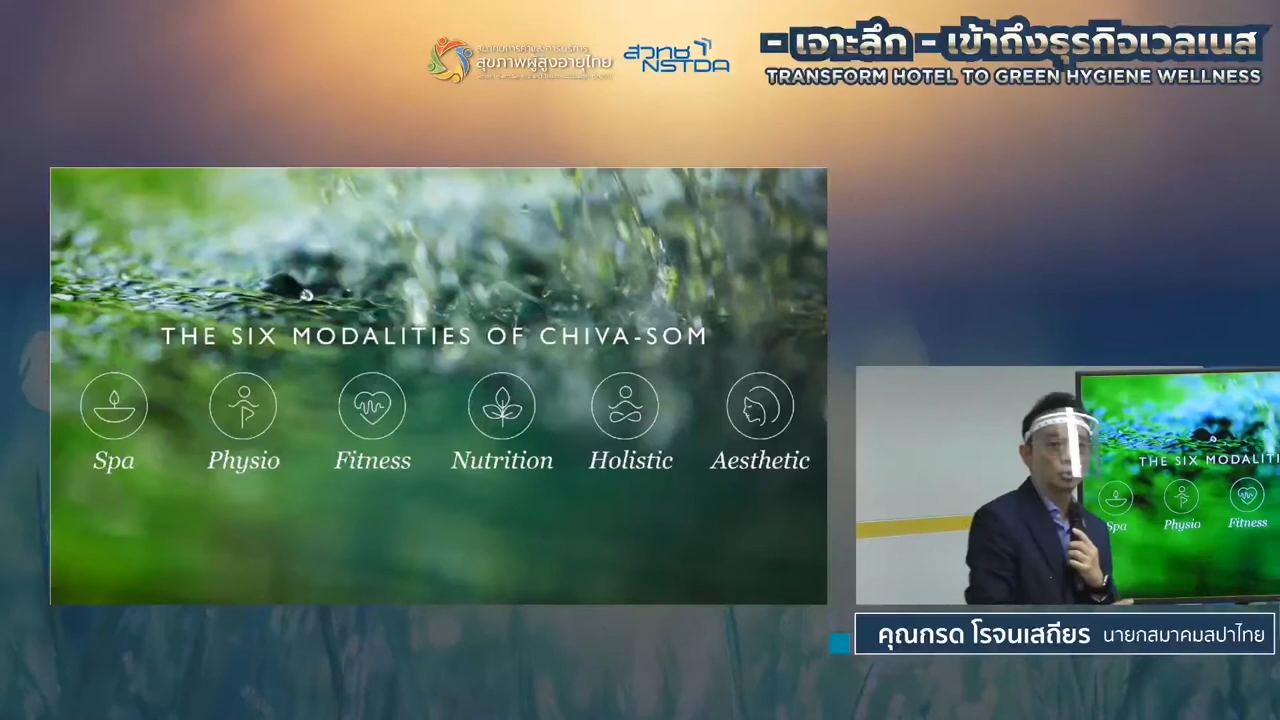 สุขภาพผู้สูงอายุไทย
สวทช
NSTDA
- เจาะลึก - เข้าถึงธุรกิจเวลเนส
TRANSFORM HOTEL TO GREEN HYGIENE WELLNESS
THE SIX MODALITIES OF CHIVA-SOM
Spa
Physio
Fitness
Nutrition
Holistic
Aesthetic
THE SIX MODALITI
Spa
Physio
Fitness
คุณกรด โรจนเสถียร นายกสมาคมสปาไทย